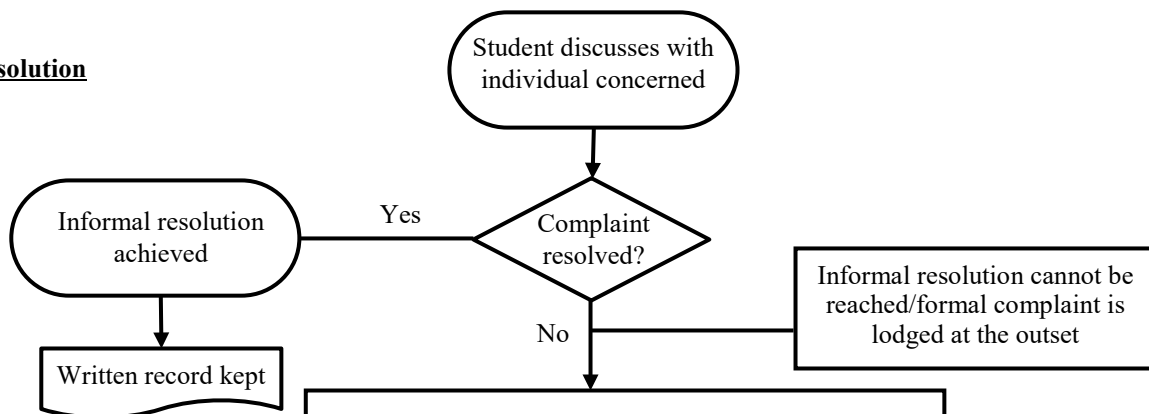 solution
Student discusses with
individual concerned
Yes
Complaint
resolved?
Informal resolution
achieved
Informal resolution cannot be
reached/formal complaint is
lodged at the outset
No
Written record kept